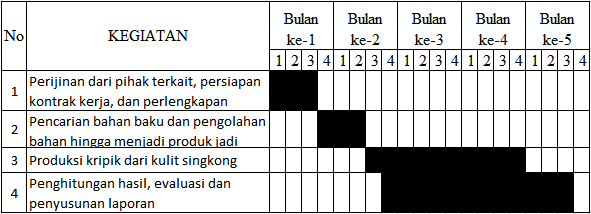 No KEGIATAN Bulan ke-1 Bulan ke-2 Bulan ke-3 Bulan ke-4 Bulan ke-5
1 2 3 4 1 2 3 4 1 2 3 4 1 2 3 4 1 2 3 4
1 Perijinan dari pihak terkait, persiapan
kontrak kerja, dan perlengkapan
2 Pencarian bahan baku dan pengolahan
bahan hingga menjadi produk jadi
3 Produksi kripik dari kulit singkong
4 Penghitungan hasil, evaluasi dan
penyusunan laporan